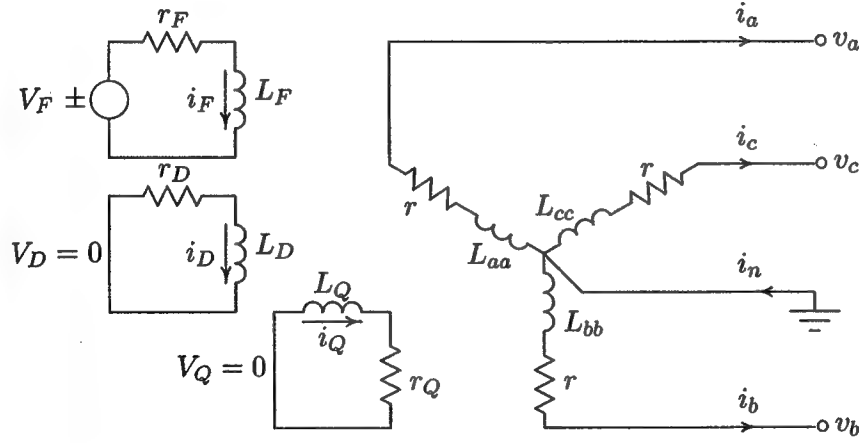 r_F
i_a
v_a
V_F ±
i_F
L_F
r_D
i_c
v_c
r
r
L_cc
V_D = 0
i_D
L_D
L_aa
i_n
L_Q
i_Q
L_bb
V_Q = 0
r_Q
r
i_b
v_b